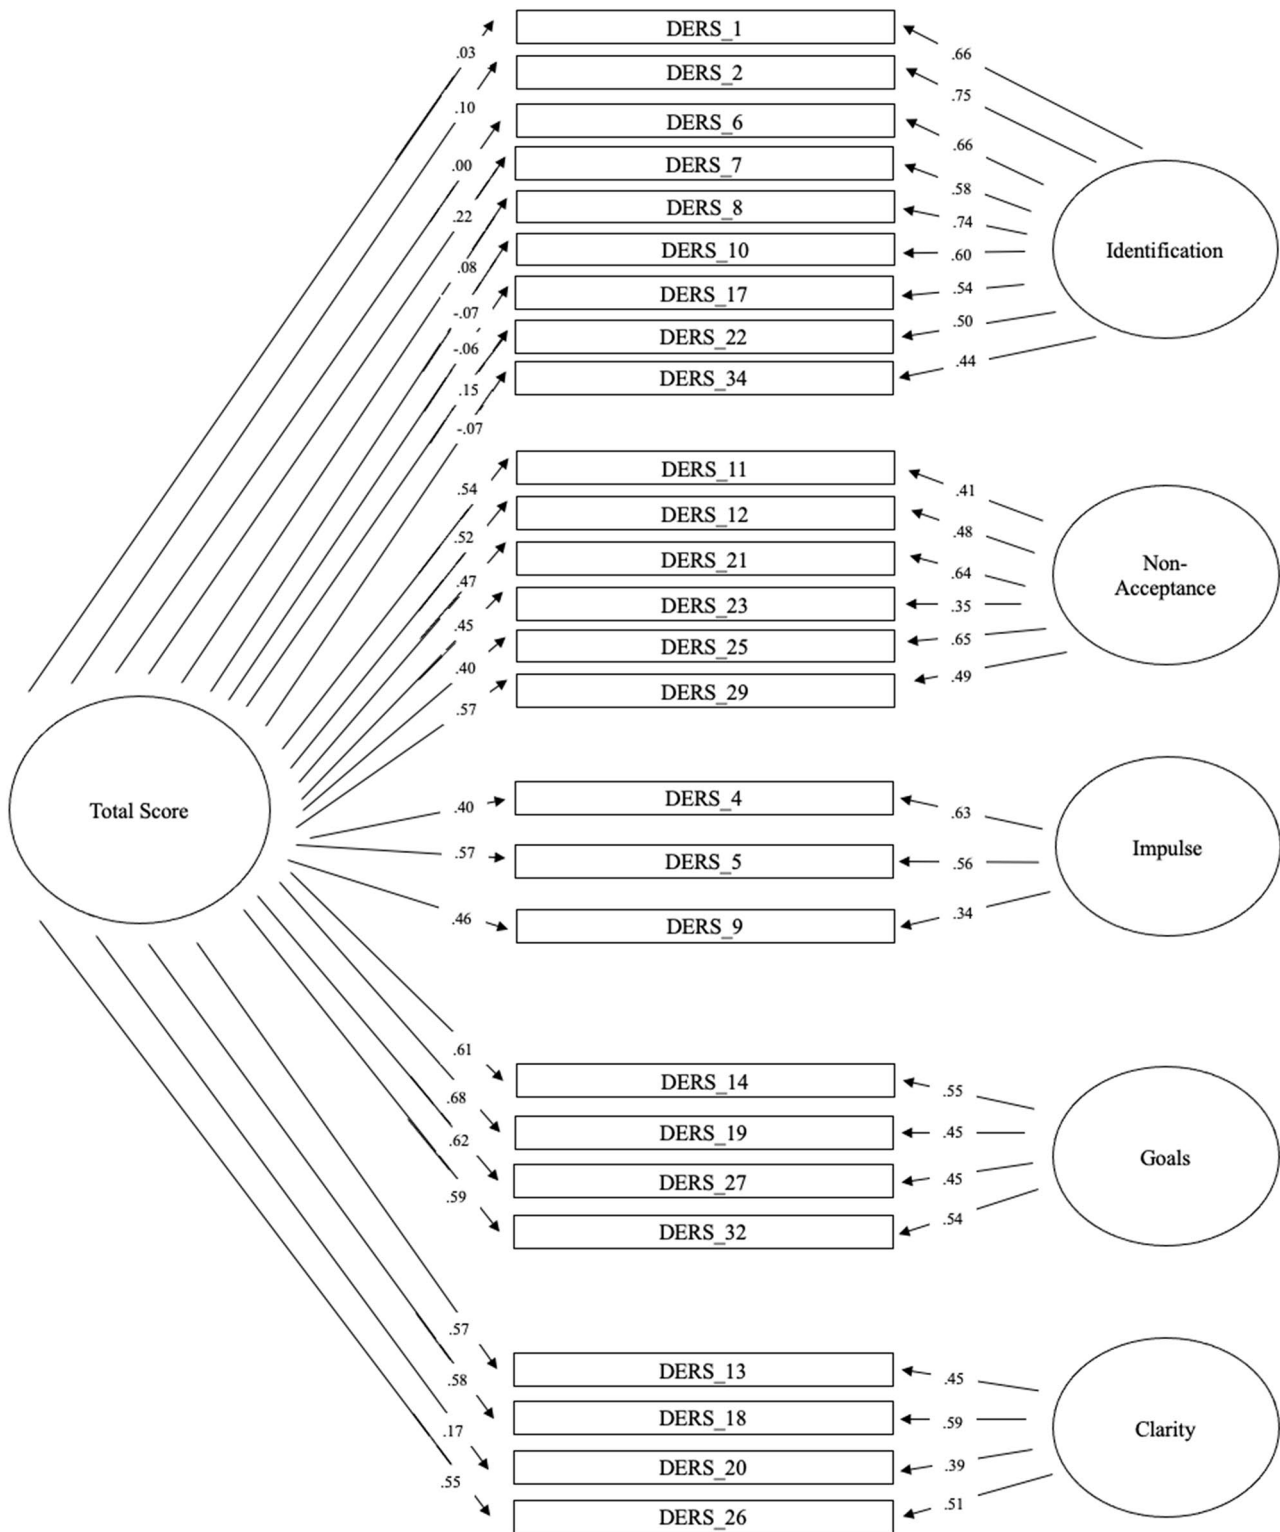 DERS_1
.03
.66
DERS_2
.75
.10
DERS_6
.66
.00
DERS_7
.58
DERS_8
.22
.74
DERS_10
Identification
.60
.08
DERS_17
.54
-.07
.50
DERS_22
-.06
.44
DERS_34
.15
-.07
DERS_11
.54
.41
DERS_12
.52
.48
DERS_21
Non-
Acceptance
.47
.64
DERS_23
.35
.45
DERS_25
.65
.40
.49
DERS_29
.57
DERS_4
.40
.63
Total Score
Impulse
.57
DERS_5
.56
.46
DERS_9
.34
.61
DERS_14
.55
.68
DERS_19
.45
.62
Goals
DERS_27
.45
.59
DERS_32
.54
.57
DERS_13
.45
.58
DERS_18
.59
.17
Clarity
DERS_20
.39
.55
.51
DERS_26